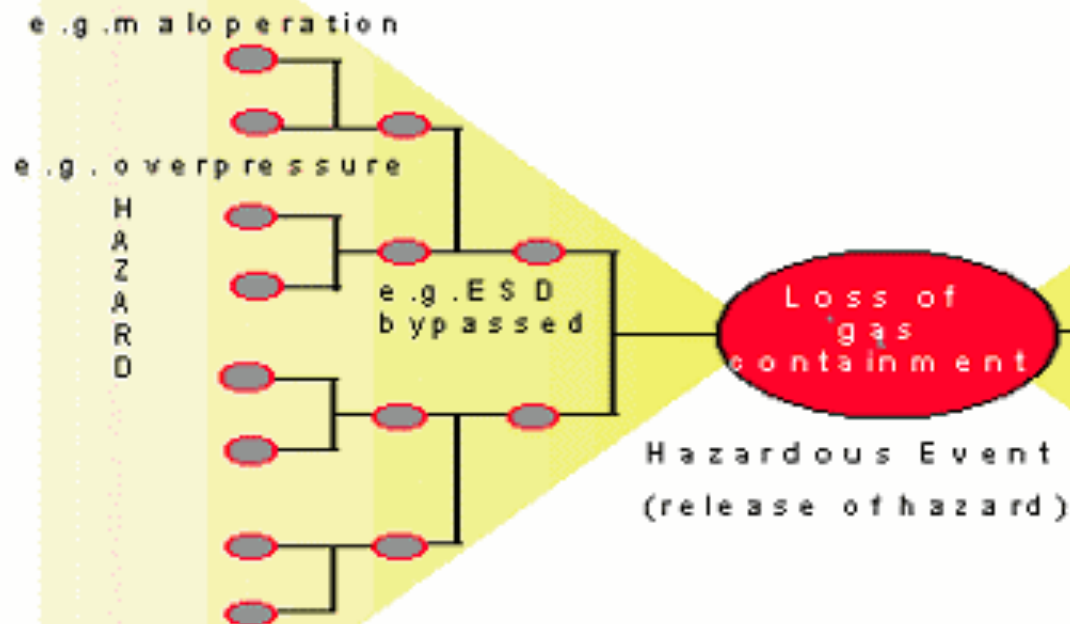 e.g.maloperation
e.g. overpressure
HAZARD
e.g.ESD
bypassed
Loss of
gas
containment
Hazardous Event
(release of hazard)